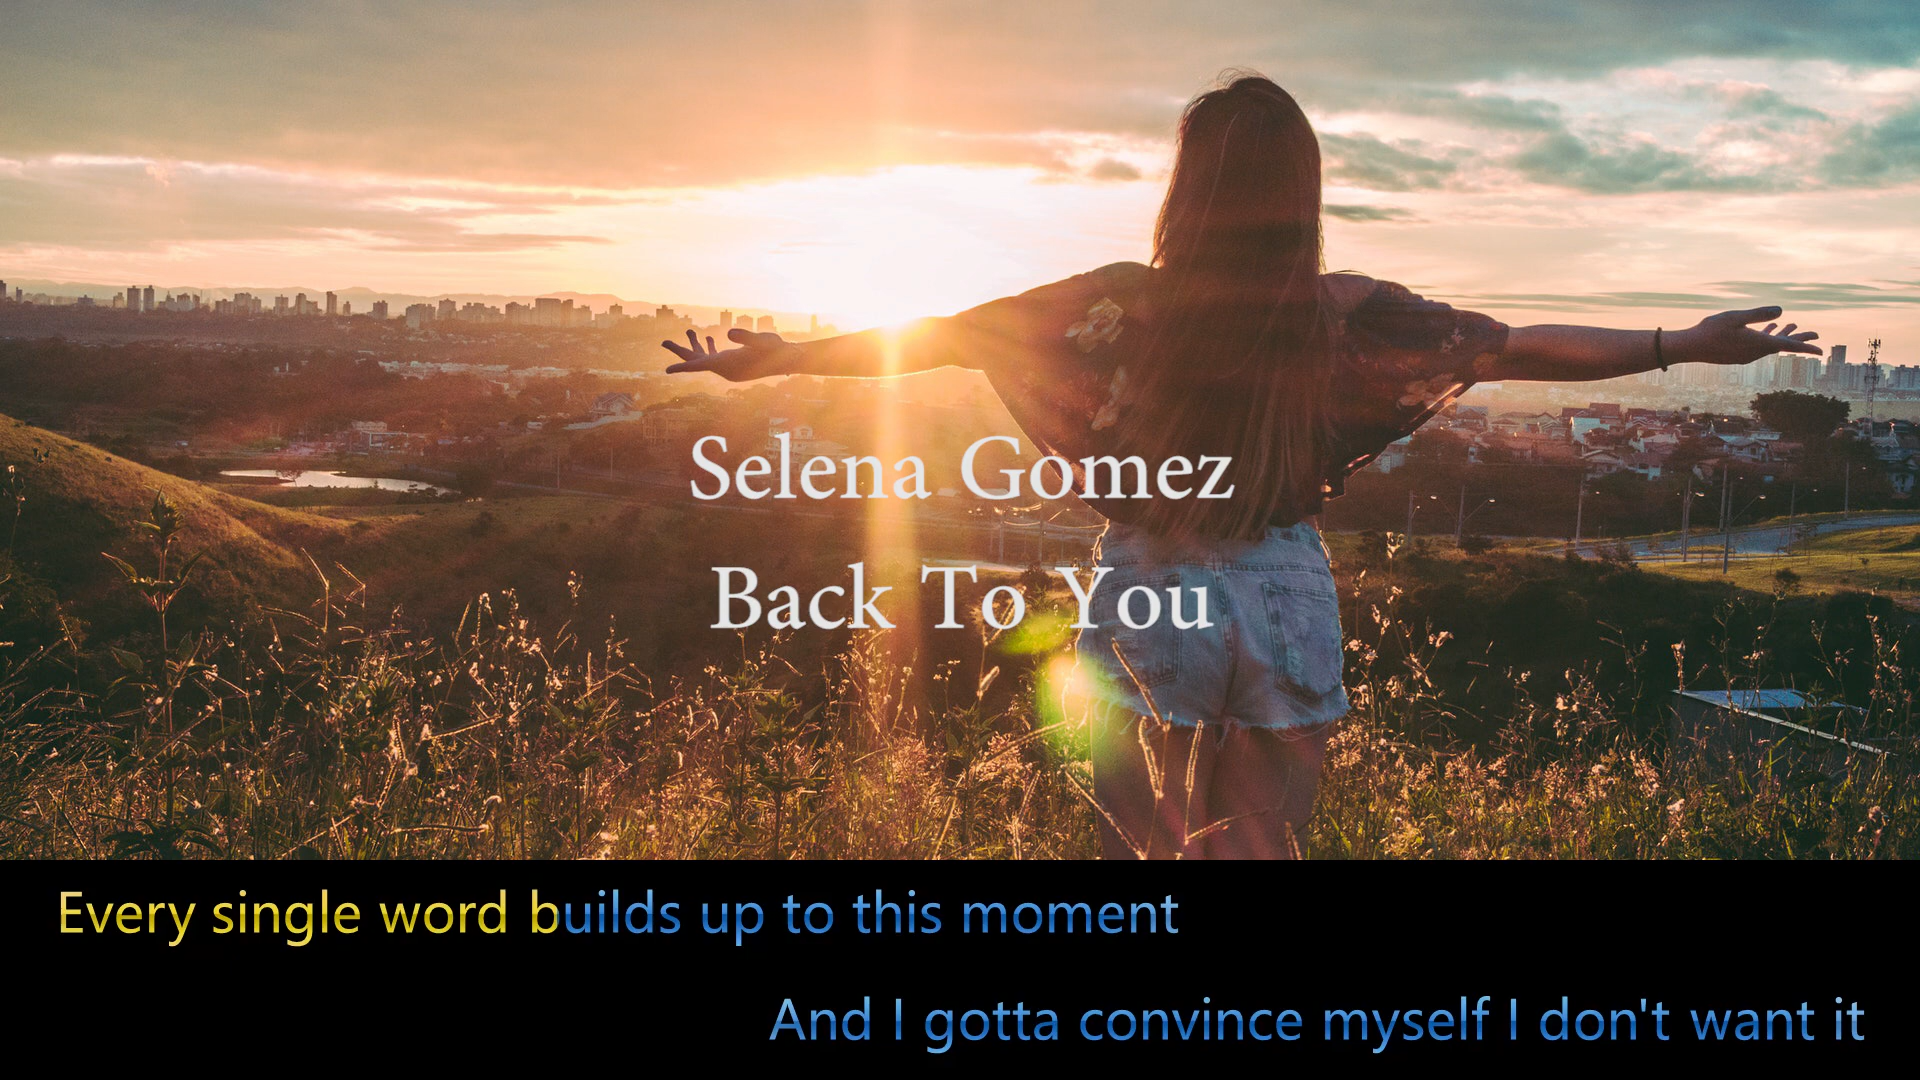 Selena Gomez
Back To You
Every single word builds up to this moment
And I gotta convince myself I don't want it